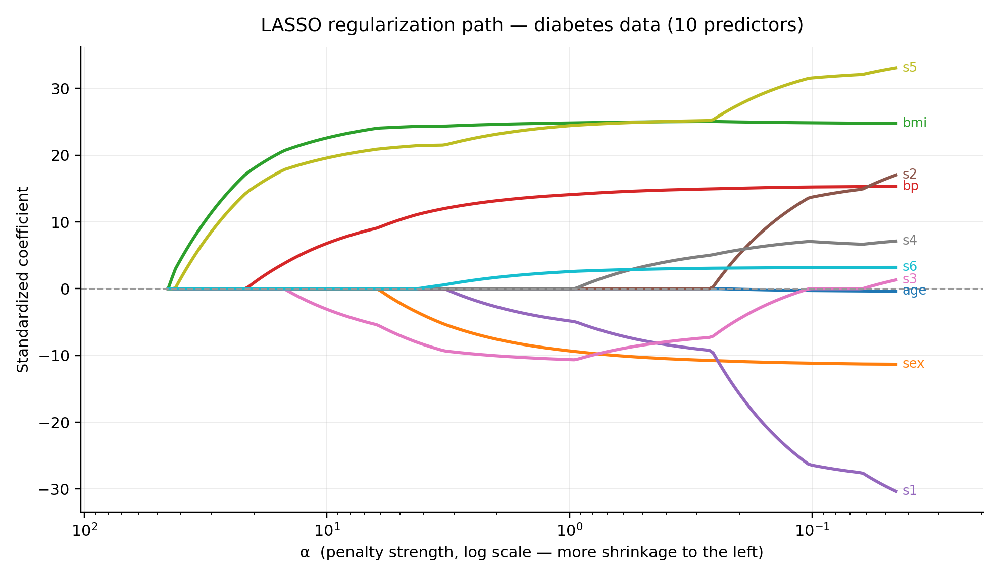 LASSO regularization path — diabetes data (10 predictors)
Standardized coefficient
30
20
10
0
−10
−20
−30
s5
bmi
s2
bp
s4
s6
s3
age
sex
s1
10²
10¹
10⁰
10⁻¹
α  (penalty strength, log scale — more shrinkage to the left)